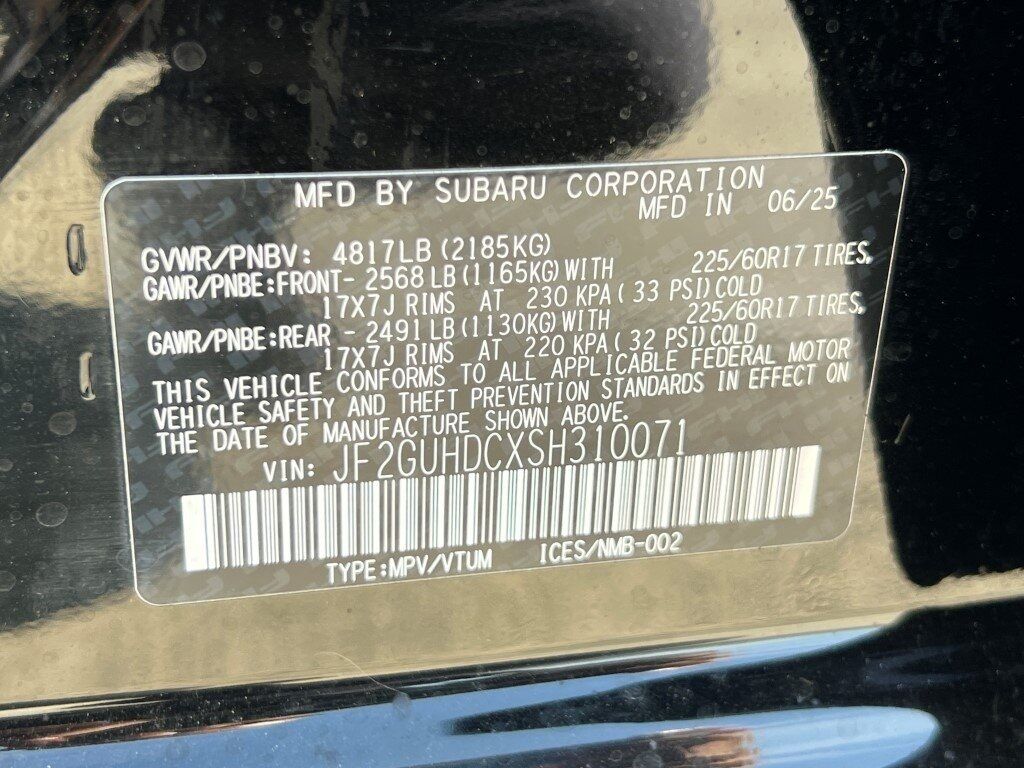 MFD BY SUBARU CORPORATION
MFD IN 06/25
GVWR/PNBV: 4817LB (2185KG)
GAWR/PNBE:FRONT- 2568 LB (1165KG) WITH 225/60R17 TIRES,
17X7J RIMS AT 230 KPA ( 33 PSI) COLD
GAWR/PNBE:REAR - 2491 LB (1130KG) WITH 225/60R17 TIRES,
17X7J RIMS AT 220 KPA ( 32 PSI) COLD
THIS VEHICLE CONFORMS TO ALL APPLICABLE FEDERAL MOTOR
VEHICLE SAFETY AND THEFT PREVENTION STANDARDS IN EFFECT ON
THE DATE OF MANUFACTURE SHOWN ABOVE.
VIN: JF2GUHDCXSH310071
TYPE:MPV/VTUM ICES/NMB-002